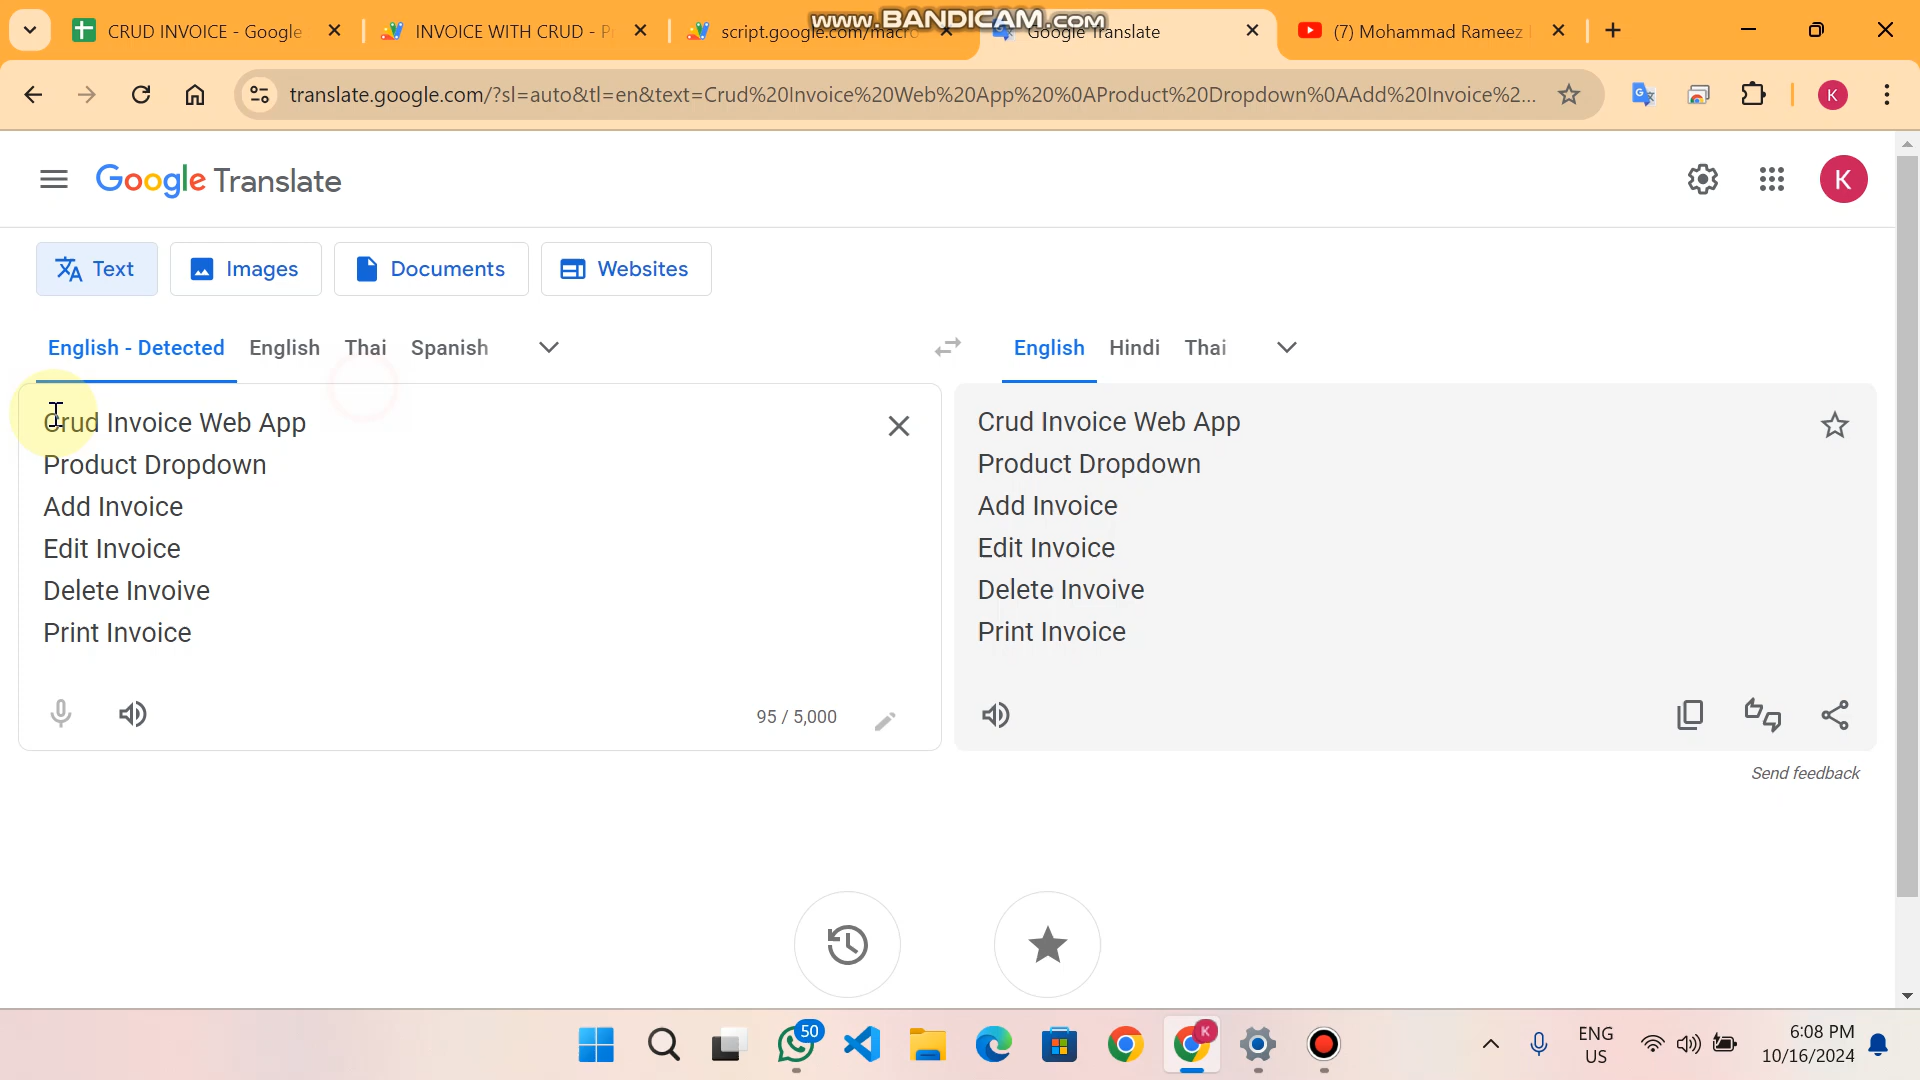 CRUD INVOICE - Google
INVOICE WITH CRUD - P
script.google.com/macro
www.BANDICAM.com
Google Translate
(7) Mohammad Rameez
translate.google.com/?sl=auto&tl=en&text=Crud%20Invoice%20Web%20App%20%0AProduct%20Dropdown%0AAdd%20Invoice%2...
K
Google Translate
K
Text
Images
Documents
Websites
English - Detected
English
Thai
Spanish
English
Hindi
Thai
Crud Invoice Web App
Product Dropdown
Add Invoice
Edit Invoice
Delete Invoive
Print Invoice
95 / 5,000
Crud Invoice Web App
Product Dropdown
Add Invoice
Edit Invoice
Delete Invoive
Print Invoice
Send feedback
50
K
ENG
US
6:08 PM
10/16/2024